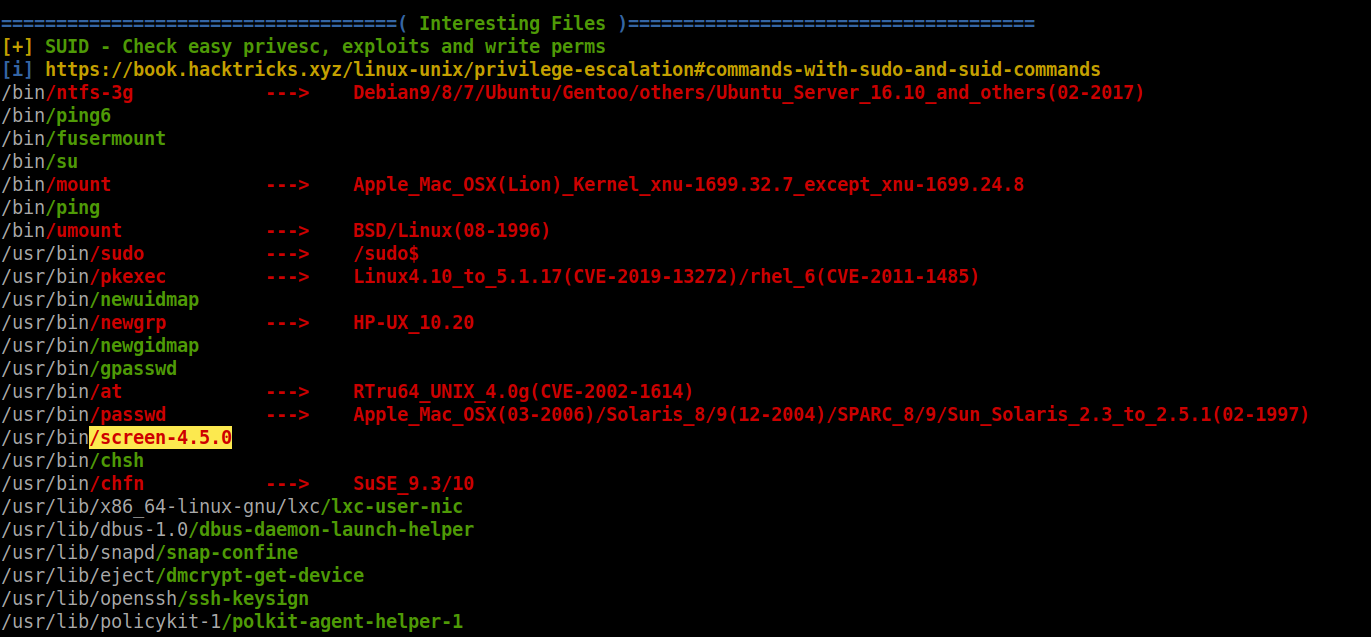 ====================================( Interesting Files )=====================================
[+] SUID - Check easy privesc, exploits and write perms
[i] https://book.hacktricks.xyz/linux-unix/privilege-escalation#commands-with-sudo-and-suid-commands
/bin/ntfs-3g            --->    Debian9/8/7/Ubuntu/Gentoo/others/Ubuntu_Server_16.10_and_others(02-2017)
/bin/ping6
/bin/fusermount
/bin/su
/bin/mount              --->    Apple_Mac_OSX(Lion)_Kernel_xnu-1699.32.7_except_xnu-1699.24.8
/bin/ping
/bin/umount             --->    BSD/Linux(08-1996)
/usr/bin/sudo           --->    /sudo$
/usr/bin/pkexec         --->    Linux4.10_to_5.1.17(CVE-2019-13272)/rhel_6(CVE-2011-1485)
/usr/bin/newuidmap
/usr/bin/newgrp         --->    HP-UX_10.20
/usr/bin/newgidmap
/usr/bin/gpasswd
/usr/bin/at             --->    RTru64_UNIX_4.0g(CVE-2002-1614)
/usr/bin/passwd         --->    Apple_Mac_OSX(03-2006)/Solaris_8/9(12-2004)/SPARC_8/9/Sun_Solaris_2.3_to_2.5.1(02-1997)
/usr/bin/screen-4.5.0
/usr/bin/chsh
/usr/bin/chfn           --->    SuSE_9.3/10
/usr/lib/x86_64-linux-gnu/lxc/lxc-user-nic
/usr/lib/dbus-1.0/dbus-daemon-launch-helper
/usr/lib/snapd/snap-confine
/usr/lib/eject/dmcrypt-get-device
/usr/lib/openssh/ssh-keysign
/usr/lib/policykit-1/polkit-agent-helper-1